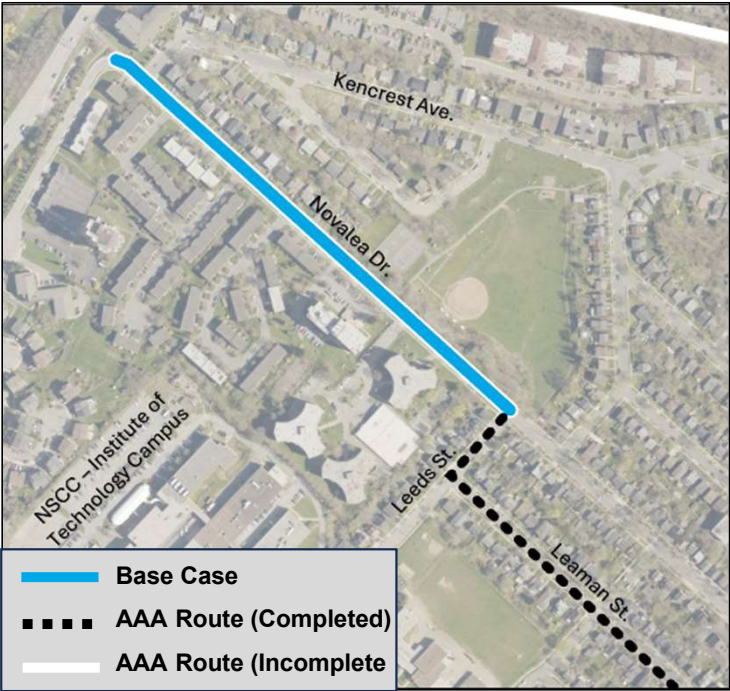 Kencrest Ave.
Novalea Dr.
NSCC – Institute of
Technology Campus
Leeds St.
Leaman St.
Base Case
AAA Route (Completed)
AAA Route (Incomplete